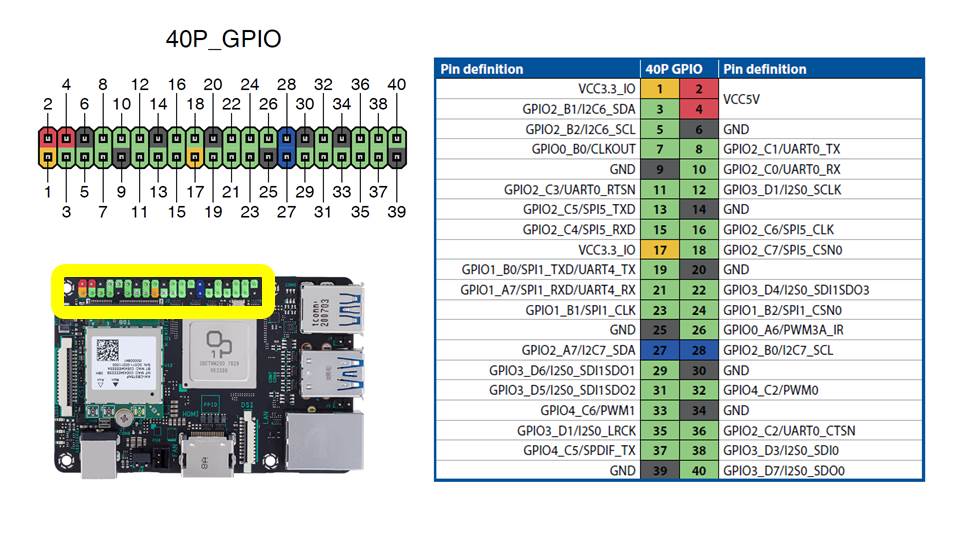 40P_GPIO
4 8 12 16 20 24 28 32 36 40
2 6 10 14 18 22 26 30 34 38
1 5 9 13 17 21 25 29 33 37
3 7 11 15 19 23 27 31 35 39
Pin definition 40P GPIO Pin definition
VCC3.3_IO 1 2 VCC5V
GPIO2_B1/I2C6_SDA 3 4
GPIO2_B2/I2C6_SCL 5 6 GND
GPIO0_B0/CLKOUT 7 8 GPIO2_C1/UART0_TX
GND 9 10 GPIO2_C0/UART0_RX
GPIO2_C3/UART0_RTSN 11 12 GPIO3_D1/I2S0_SCLK
GPIO2_C5/SPI5_TXD 13 14 GND
GPIO2_C4/SPI5_RXD 15 16 GPIO2_C6/SPI5_CLK
VCC3.3_IO 17 18 GPIO2_C7/SPI5_CSN0
GPIO1_B0/SPI1_TXD/UART4_TX 19 20 GND
GPIO1_A7/SPI1_RXD/UART4_RX 21 22 GPIO3_D4/I2S0_SDI1SDO3
GPIO1_B1/SPI1_CLK 23 24 GPIO1_B2/SPI1_CSN0
GND 25 26 GPIO0_A6/PWM3A_IR
GPIO2_A7/I2C7_SDA 27 28 GPIO2_B0/I2C7_SCL
GPIO3_D6/I2S0_SDI1SDO1 29 30 GND
GPIO3_D5/I2S0_SDI1SDO2 31 32 GPIO4_C2/PWM0
GPIO4_C6/PWM1 33 34 GND
GPIO3_D1/I2S0_LRCK 35 36 GPIO2_C2/UART0_CTSN
GPIO4_C5/SPDIF_TX 37 38 GPIO3_D3/I2S0_SDI0
GND 39 40 GPIO3_D7/I2S0_SDO0
PPID
HDMI
DSI